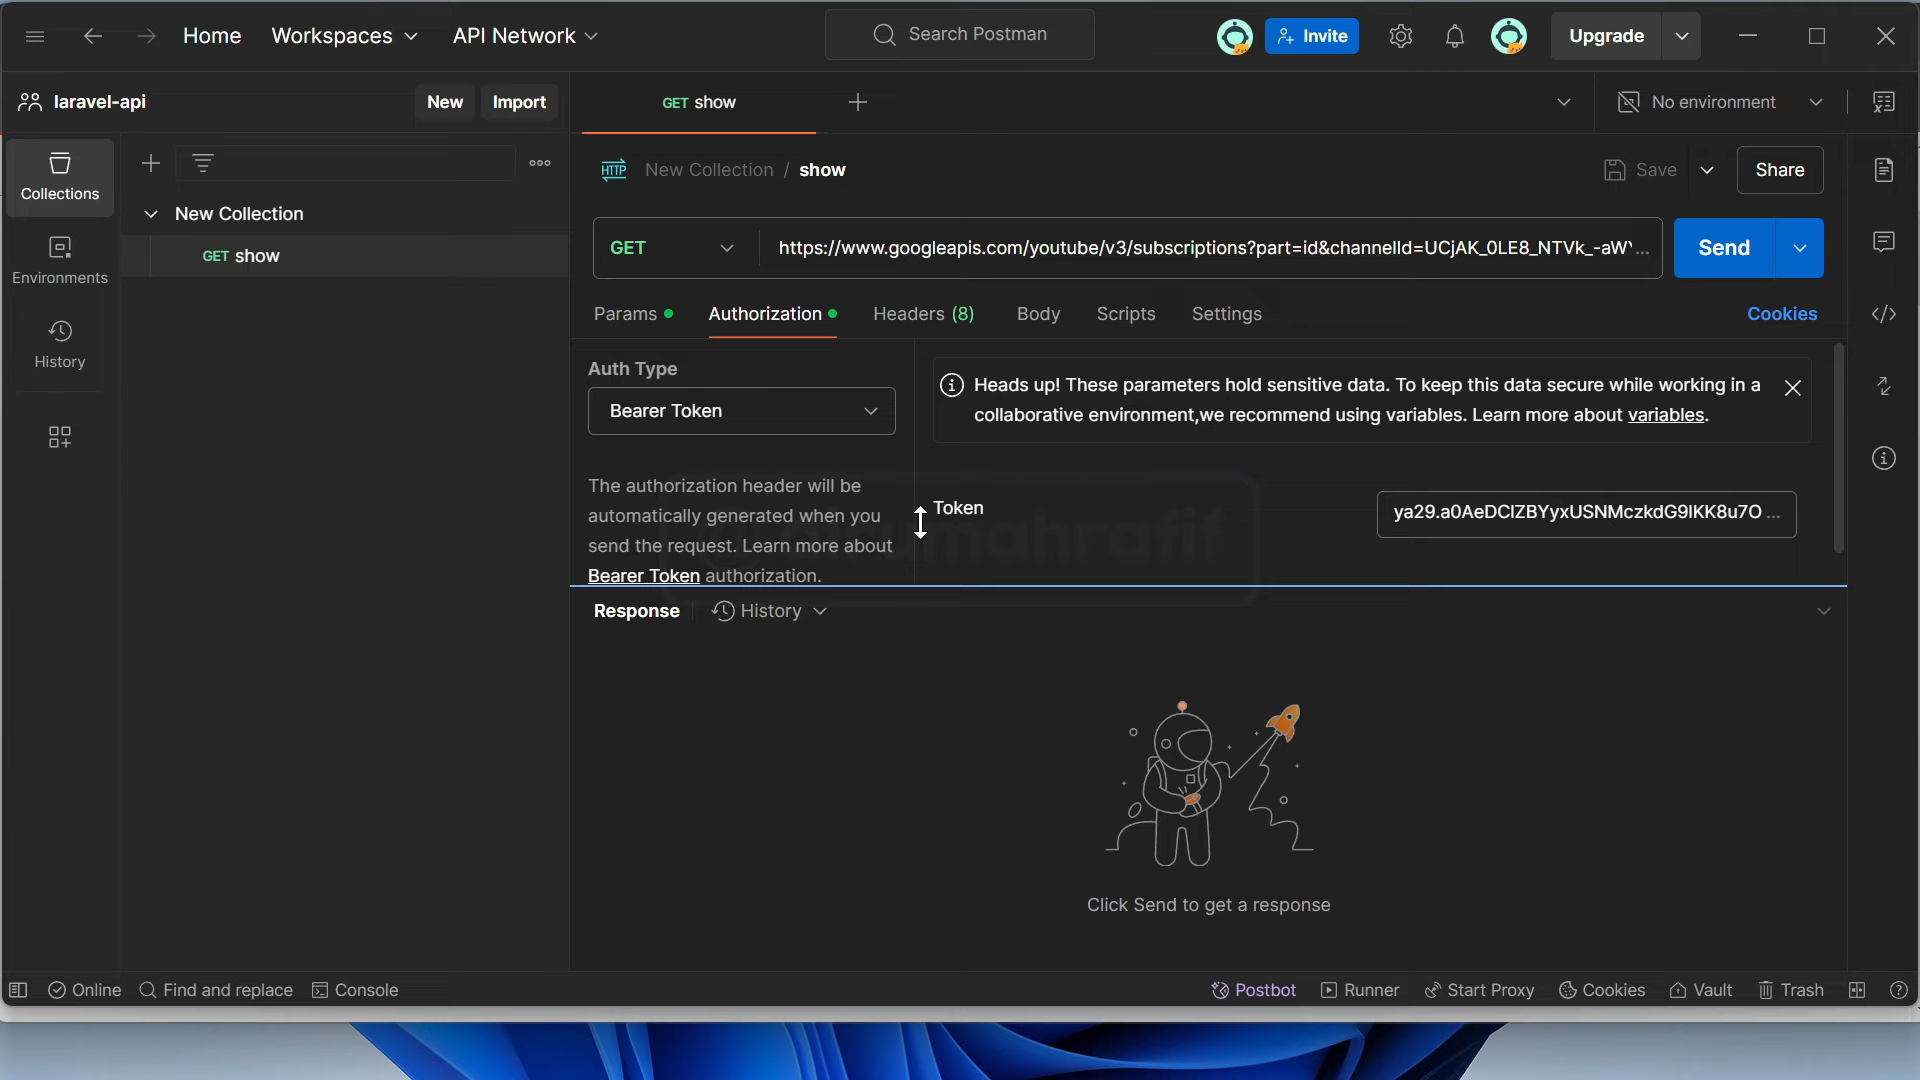 Home
Workspaces
API Network
Search Postman
Invite
Upgrade
laravel-api
New
Import
GET show
No environment
Collections
New Collection
GET show
Environments
History
HTTP
New Collection / show
Save
Share
GET
https://www.googleapis.com/youtube/v3/subscriptions?part=id&channelId=UCjAK_0LE8_NTVk_-aWY...
Send
Params
Authorization
Headers (8)
Body
Scripts
Settings
Cookies
Auth Type
Bearer Token
Heads up! These parameters hold sensitive data. To keep this data secure while working in a
collaborative environment,we recommend using variables. Learn more about variables.
The authorization header will be
automatically generated when you
send the request. Learn more about
Bearer Token authorization.
Token
ya29.a0AeDClZBYyxUSNMczkdG9lKK8u7O ...
Response
History
Click Send to get a response
Online
Find and replace
Console
Postbot
Runner
Start Proxy
Cookies
Vault
Trash